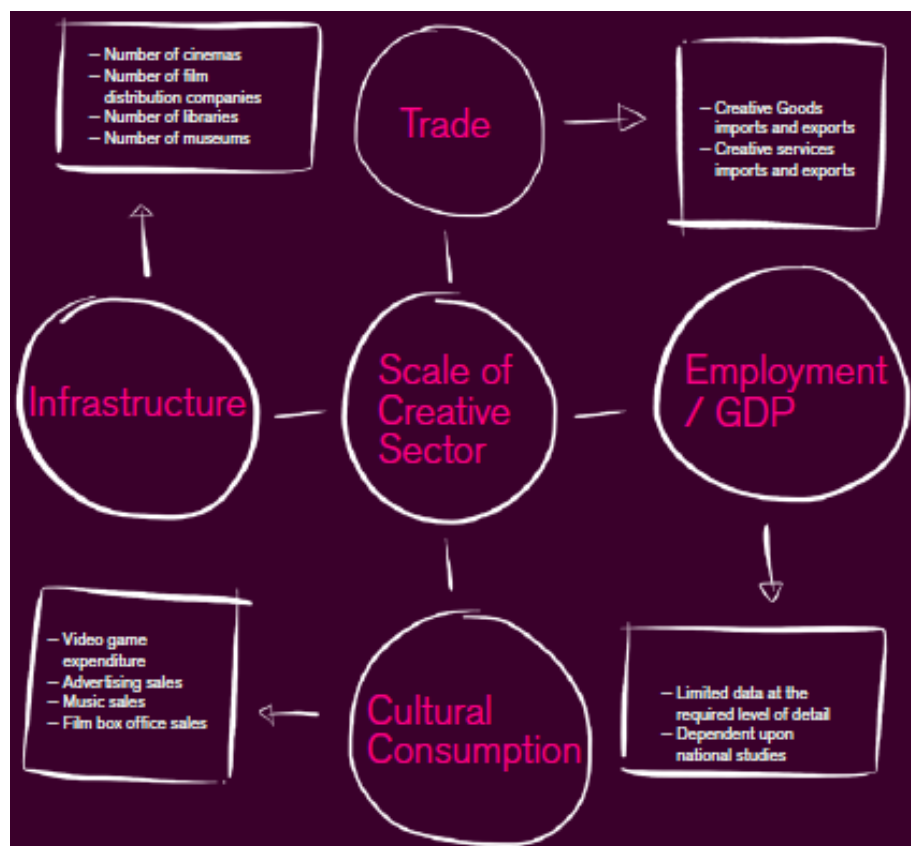 – Number of cinemas
– Number of film
distribution companies
– Number of libraries
– Number of museums
Trade
– Creative Goods
imports and exports
– Creative services
imports and exports
Infrastructure
Scale of
Creative
Sector
Employment
/ GDP
– Video game
expenditure
– Advertising sales
– Music sales
– Film box office sales
Cultural
Consumption
– Limited data at the
required level of detail
– Dependent upon
national studies